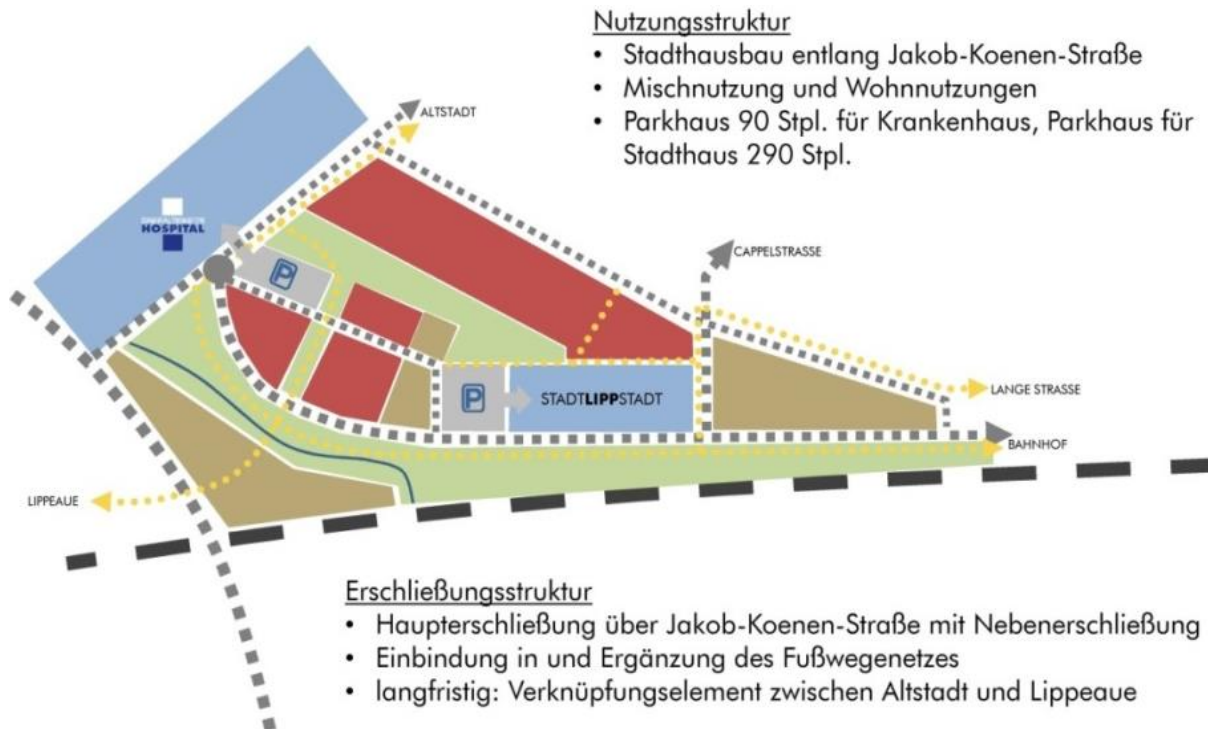 Nutzungsstruktur
• Stadthausbau entlang Jakob-Koenen-Straße
• Mischnutzung und Wohnnutzungen
• Parkhaus 90 Stpl. für Krankenhaus, Parkhaus für
Stadthaus 290 Stpl.
ALTSTADT
HOSPITAL
CAPPELSTRASSE
P
P
STADTLIPPSTADT
LANGE STRASSE
BAHNHOF
LIPPEAUE
Erschließungsstruktur
• Haupterschließung über Jakob-Koenen-Straße mit Nebenerschließung
• Einbindung in und Ergänzung des Fußwegenetzes
• langfristig: Verknüpfungselement zwischen Altstadt und Lippeaue